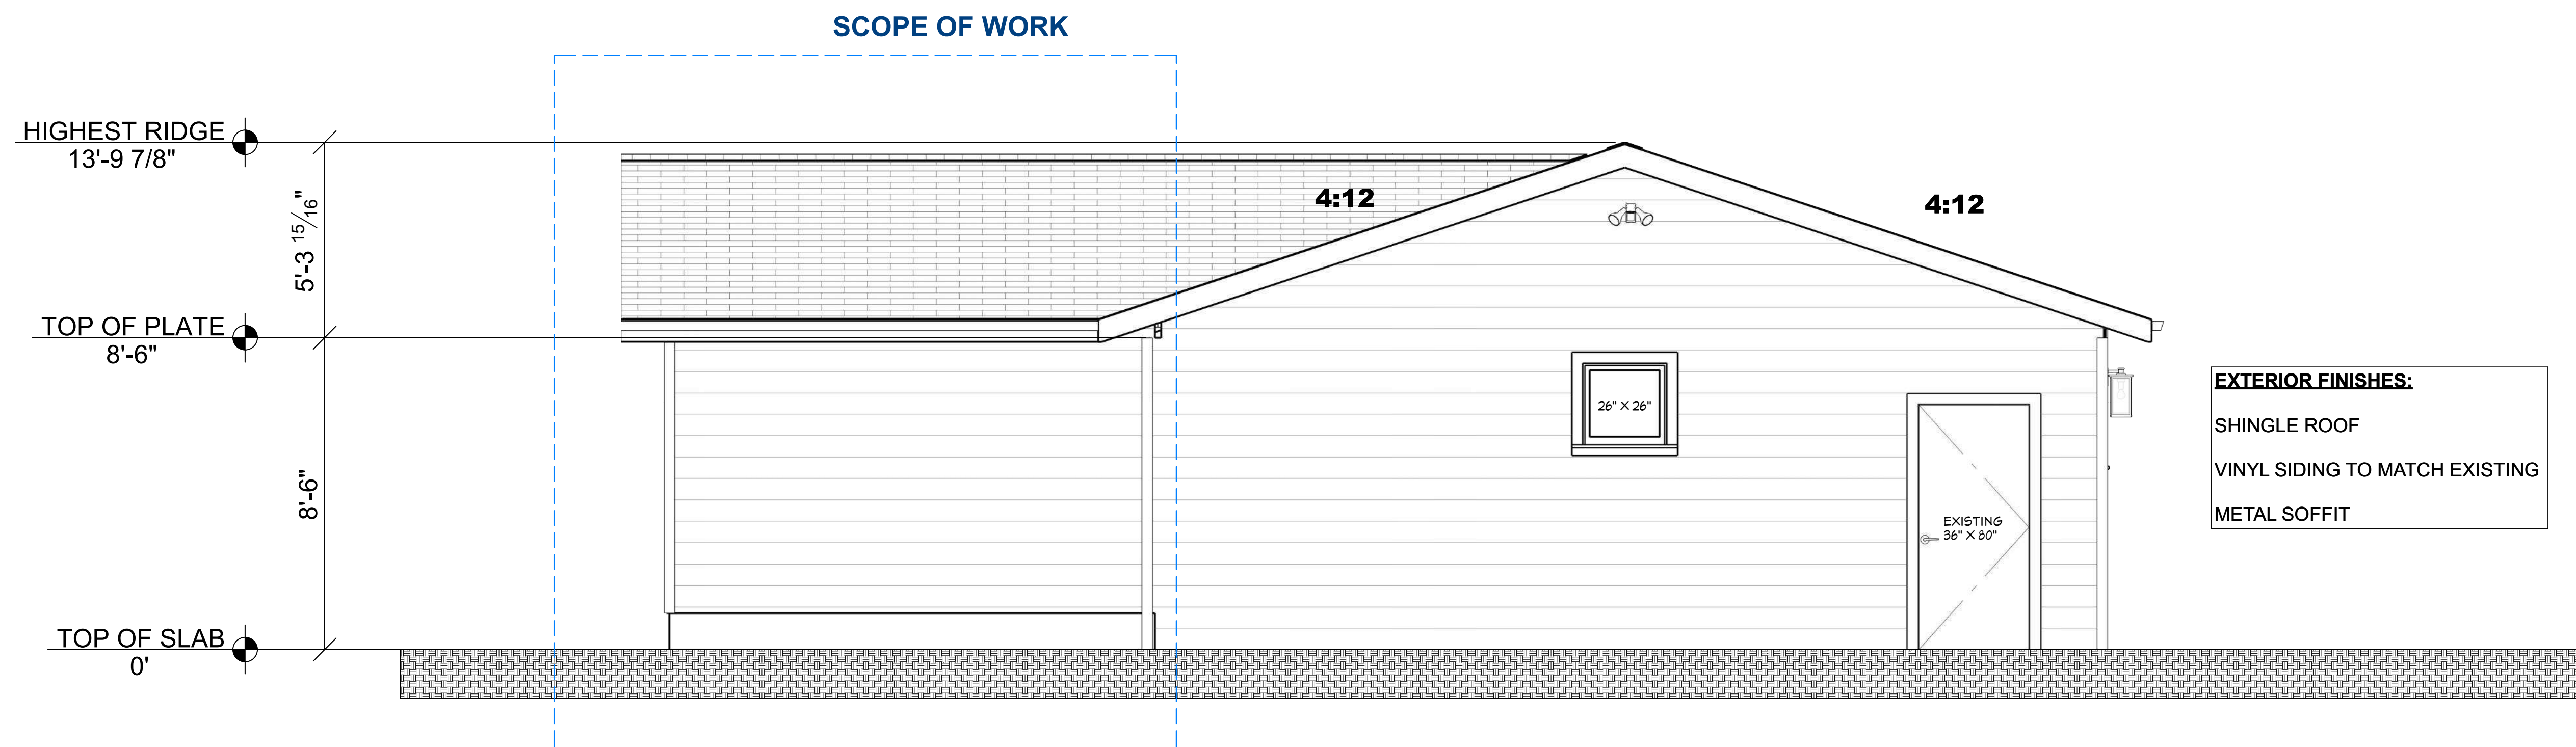 SCOPE OF WORK
HIGHEST RIDGE
13'-9 7/8"
5'-3 15/16"
4:12
4:12
TOP OF PLATE
8'-6"
8'-6"
26" X 26"
EXISTING
36" X 80"
EXTERIOR FINISHES:
SHINGLE ROOF
VINYL SIDING TO MATCH EXISTING
METAL SOFFIT
TOP OF SLAB
0'